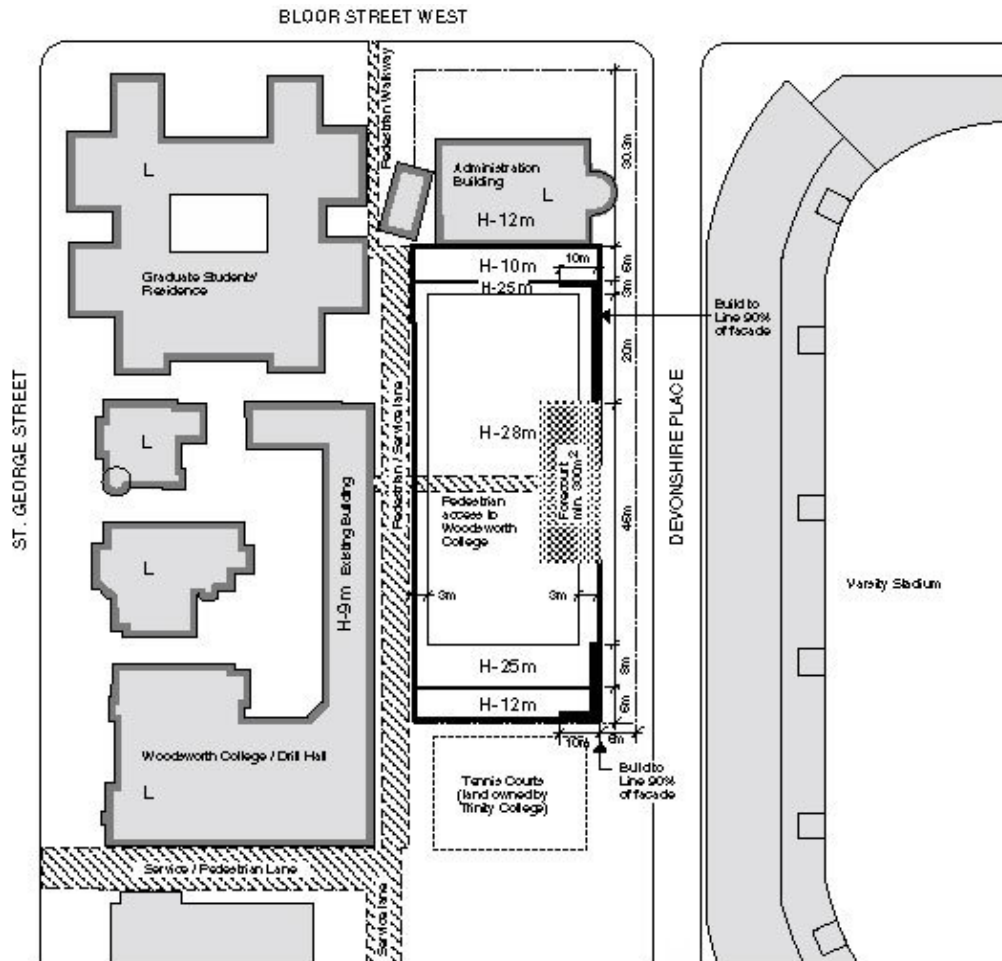 BLOOR STREET WEST
Pedestrian Walkway
L
Administration
Building
L
H-12m
30.3m
Graduate Students'
Residence
H-10m
10m
6m
H-25m
3m
Build to
Line 90%
of facade
20m
ST. GEORGE STREET
Pedestrian / Service lane
DEVONSHIRE PLACE
L
H-28m
Forecourt
min. 300m2
46m
Pedestrian
access to
Woodsworth
College
H-9m Existing Building
L
Varsity Stadium
3m
3m
H-25m
8m
H-12m
6m
10m
6m
Woodsworth College / Drill Hall
L
Build to
Line 90%
of facade
Tennis Courts
(land owned by
Trinity College)
Service / Pedestrian Lane
Service lane